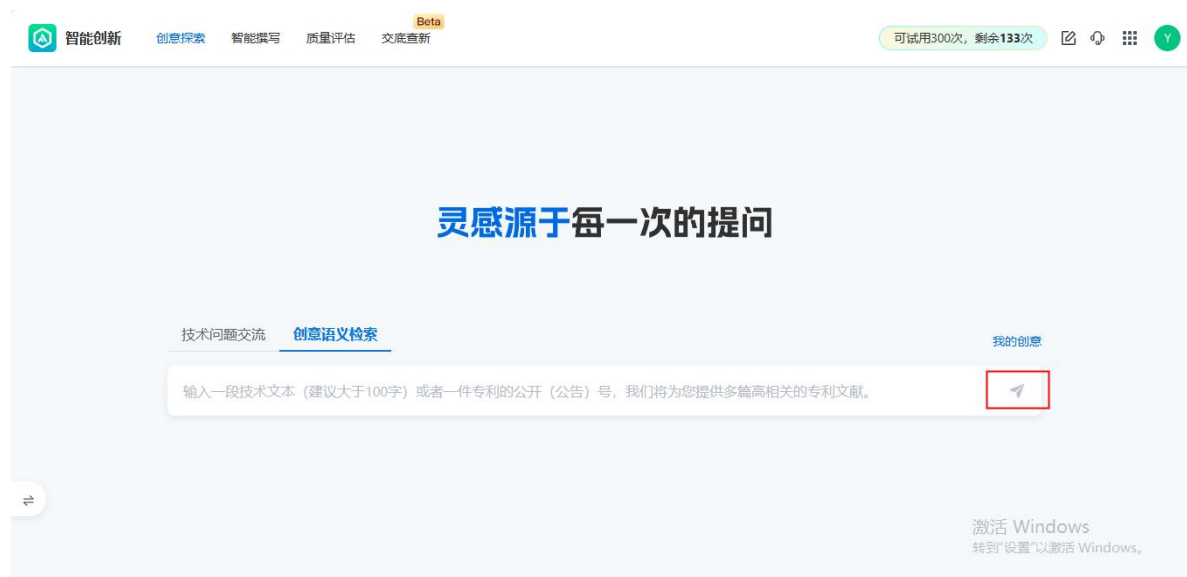 Beta
智能创新 创意探索 智能撰写 质量评估 交底查新 可试用300次，剩余133次 Y
灵感源于每一次的提问
技术问题交流 创意语义检索 我的创意
输入一段技术文本（建议大于100字）或者一件专利的公开（公告）号，我们将为您提供多篇高相关的专利文献。
激活 Windows
转到"设置"以激活 Windows。